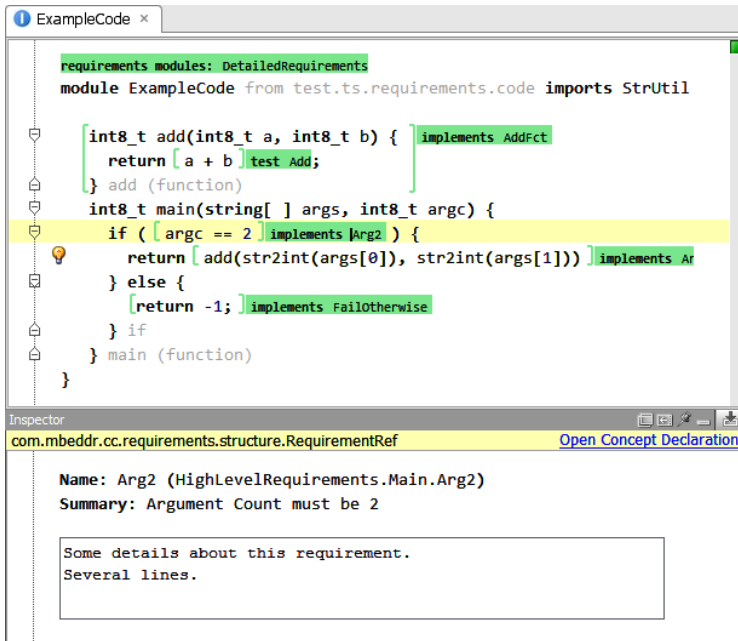 ExampleCode ×
requirements modules: DetailedRequirements
module ExampleCode from test.ts.requirements.code imports StrUtil
int8_t add(int8_t a, int8_t b) { implements AddFct
return a + b test Add;
} add (function)
int8_t main(string[ ] args, int8_t argc) {
if ( argc == 2 implements Arg2 ) {
return add(str2int(args[0]), str2int(args[1])) implements Ar
} else {
return -1; implements FailOtherwise
} if
} main (function)
}
Inspector
com.mbeddr.cc.requirements.structure.RequirementRef Open Concept Declaration
Name: Arg2 (HighLevelRequirements.Main.Arg2)
Summary: Argument Count must be 2
Some details about this requirement.
Several lines.